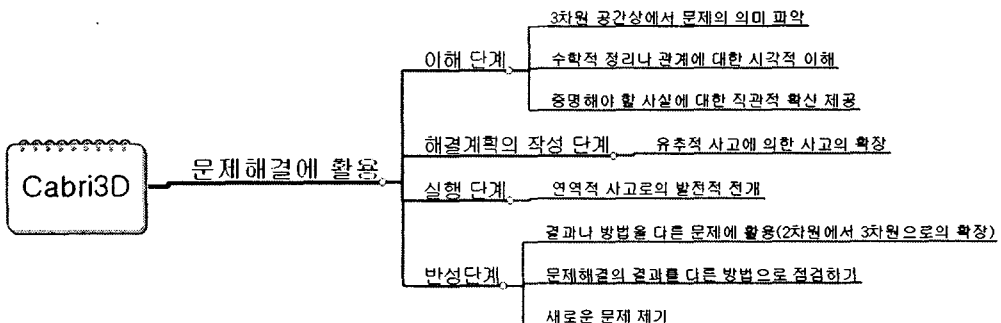 3차원 공간상에서 문제의 의미 파악
이해 단계
수학적 정리나 관계에 대한 시각적 이해
증명해야 할 사실에 대한 직관적 확신 제공
Cabri3D
문제해결에 활용
해결계획의 작성 단계
유추적 사고에 의한 사고의 확장
실행 단계
연역적 사고로의 발전적 전개
결과나 방법을 다른 문제에 활용(2차원에서 3차원으로의 확장)
반성단계
문제해결의 결과를 다른 방법으로 점검하기
새로운 문제 제기